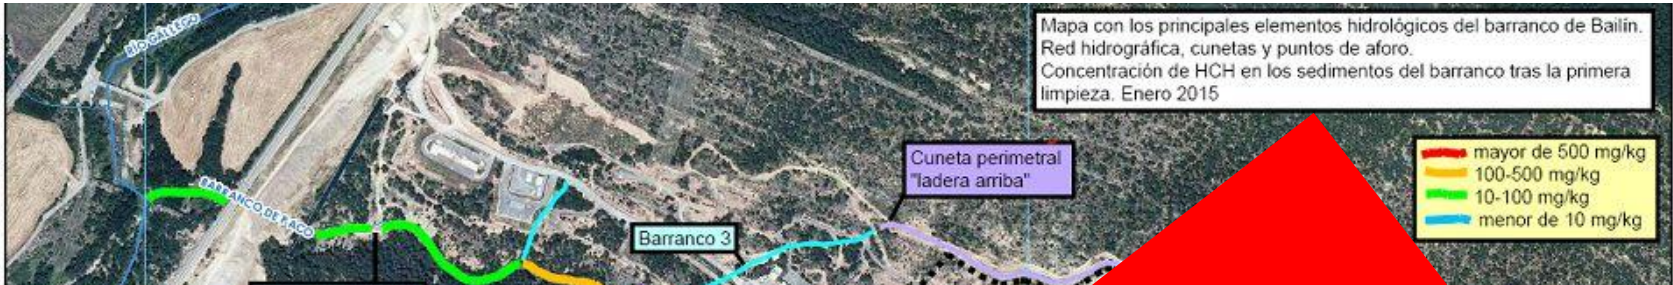 Mapa con los principales elementos hidrológicos del barranco de Bailín.
Red hidrográfica, cunetas y puntos de aforo.
Concentración de HCH en los sedimentos del barranco tras la primera
limpieza. Enero 2015
RÍO GÁLLEGO
mayor de 500 mg/kg
100-500 mg/kg
10-100 mg/kg
menor de 10 mg/kg
Cuneta perimetral
"ladera arriba"
BARRANCO DE PACO
Barranco 3